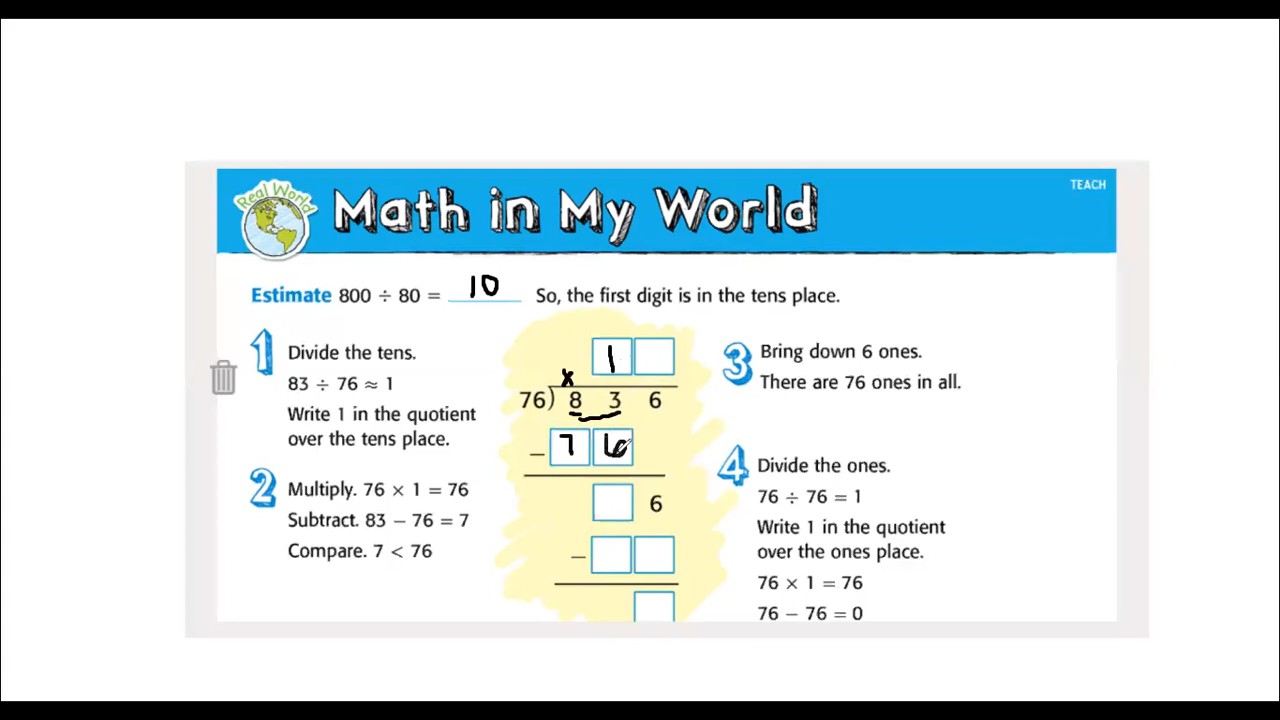 TEACH
Real World
Math in My World
Estimate 800 ÷ 80 = 10 So, the first digit is in the tens place.
1
Divide the tens.
83 ÷ 76 ≈ 1
Write 1 in the quotient
over the tens place.
2
Multiply. 76 × 1 = 76
Subtract. 83 − 76 = 7
Compare. 7 < 76
1
x
76) 8 3 6
− 7 6
6
−
3
Bring down 6 ones.
There are 76 ones in all.
4
Divide the ones.
76 ÷ 76 = 1
Write 1 in the quotient
over the ones place.
76 × 1 = 76
76 − 76 = 0